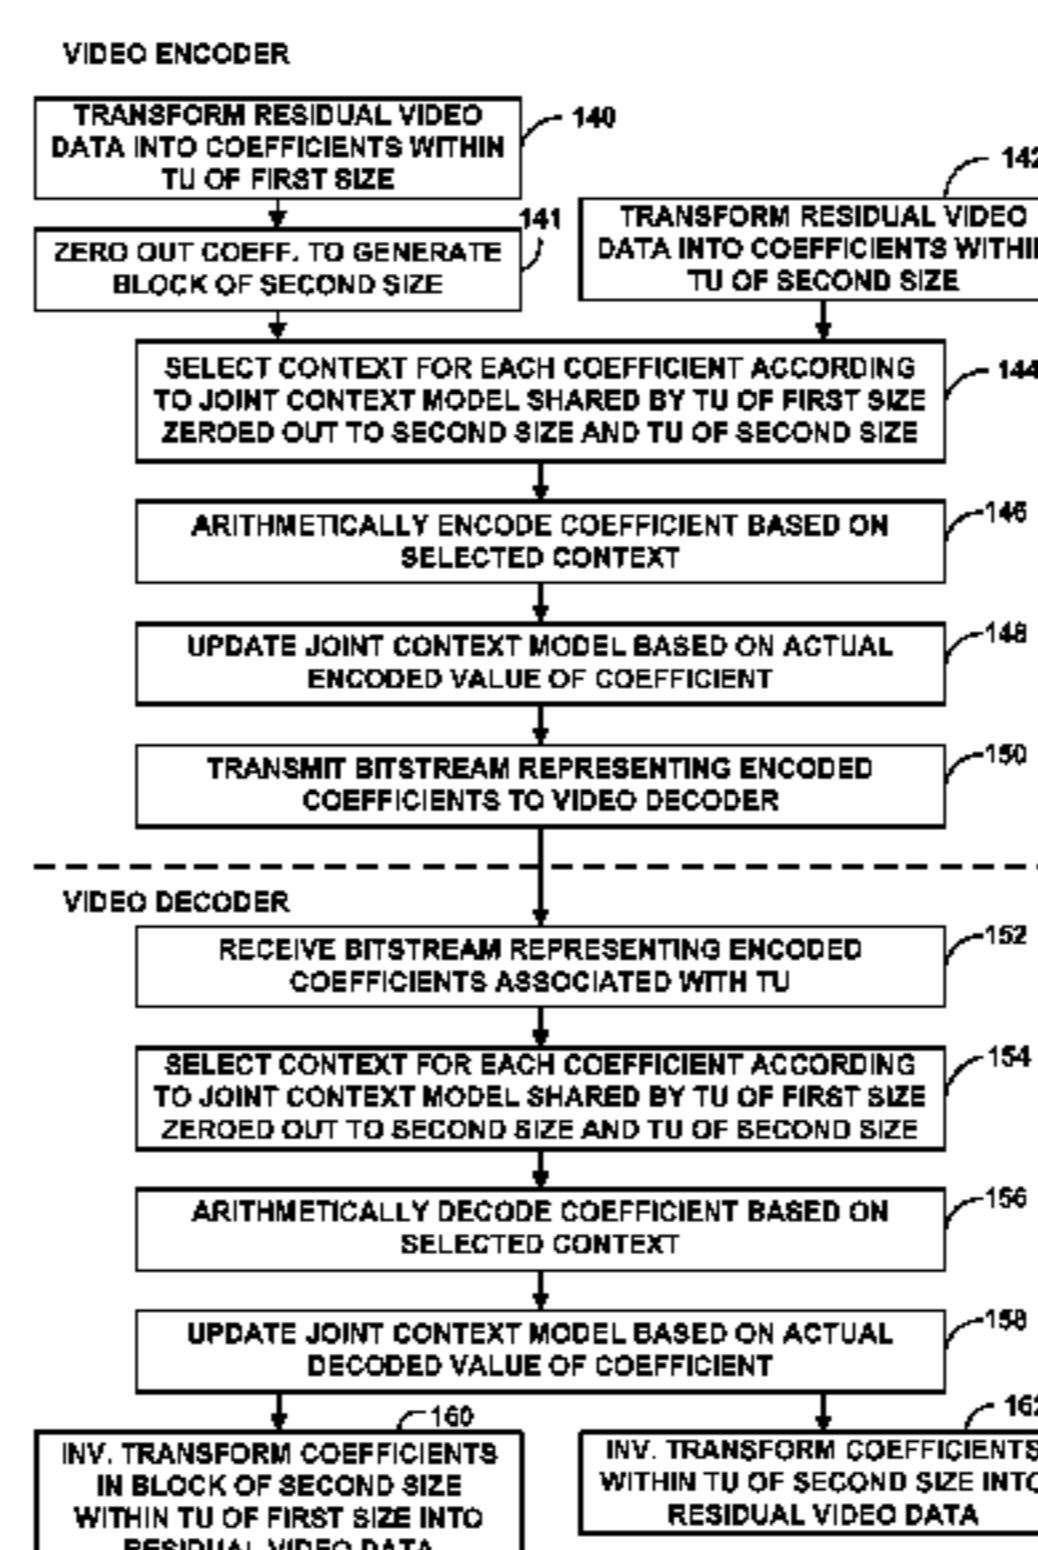 VIDEO ENCODER
TRANSFORM RESIDUAL VIDEO
DATA INTO COEFFICIENTS WITHIN
TU OF FIRST SIZE
140
142
141
ZERO OUT COEFF. TO GENERATE
BLOCK OF SECOND SIZE
TRANSFORM RESIDUAL VIDEO
DATA INTO COEFFICIENTS WITHIN
TU OF SECOND SIZE
SELECT CONTEXT FOR EACH COEFFICIENT ACCORDING
TO JOINT CONTEXT MODEL SHARED BY TU OF FIRST SIZE
ZEROED OUT TO SECOND SIZE AND TU OF SECOND SIZE
144
ARITHMETICALLY ENCODE COEFFICIENT BASED ON
SELECTED CONTEXT
146
UPDATE JOINT CONTEXT MODEL BASED ON ACTUAL
ENCODED VALUE OF COEFFICIENT
148
TRANSMIT BITSTREAM REPRESENTING ENCODED
COEFFICIENTS TO VIDEO DECODER
150
VIDEO DECODER
RECEIVE BITSTREAM REPRESENTING ENCODED
COEFFICIENTS ASSOCIATED WITH TU
152
SELECT CONTEXT FOR EACH COEFFICIENT ACCORDING
TO JOINT CONTEXT MODEL SHARED BY TU OF FIRST SIZE
ZEROED OUT TO SECOND SIZE AND TU OF SECOND SIZE
154
ARITHMETICALLY DECODE COEFFICIENT BASED ON
SELECTED CONTEXT
156
UPDATE JOINT CONTEXT MODEL BASED ON ACTUAL
DECODED VALUE OF COEFFICIENT
158
160
INV. TRANSFORM COEFFICIENTS
IN BLOCK OF SECOND SIZE
WITHIN TU OF FIRST SIZE INTO
RESIDUAL VIDEO DATA
162
INV. TRANSFORM COEFFICIENTS
WITHIN TU OF SECOND SIZE INTO
RESIDUAL VIDEO DATA